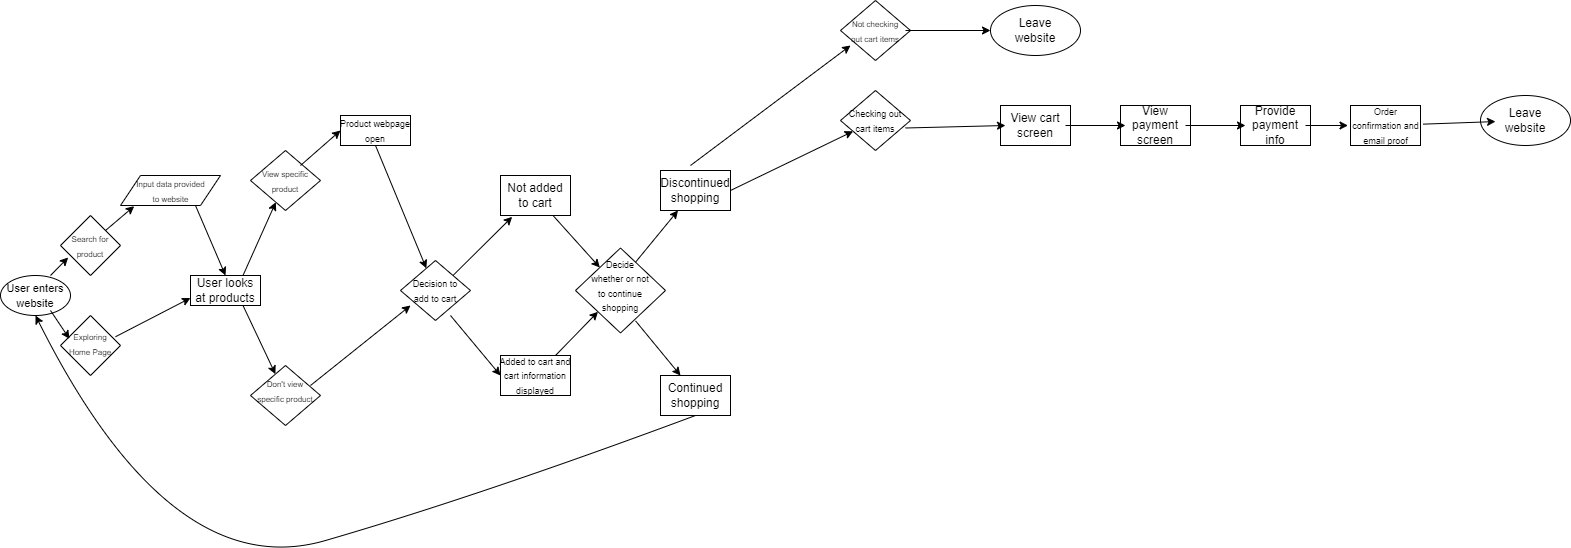 Not checking
out cart items
Leave
website
Checking out
cart items
View cart
screen
View
payment
screen
Provide
payment
info
Order
confirmation and
email proof
Leave
website
Product webpage
open
View specific
product
Input data provided
to website
Not added
to cart
Discontinued
shopping
Search for
product
User enters
website
User looks
at products
Decision to
add to cart
Decide
whether or not
to continue
shopping
Exploring
Home Page
Don't view
specific product
Added to cart and
cart information
displayed
Continued
shopping